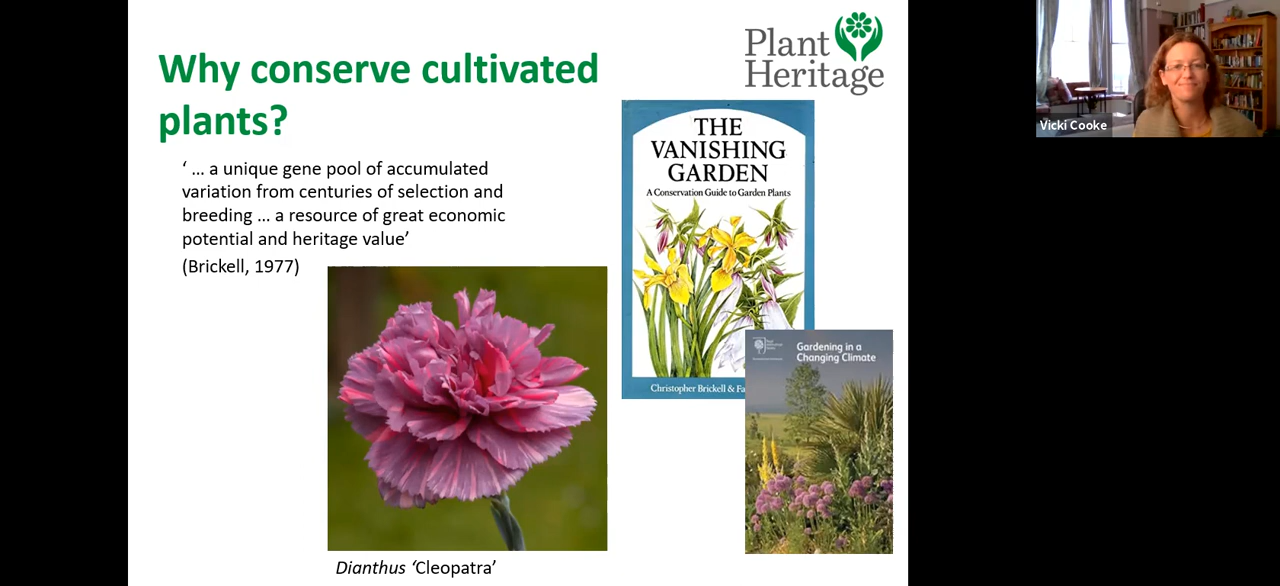 Why conserve cultivated
plants?
Plant
Heritage
‘ ... a unique gene pool of accumulated
variation from centuries of selection and
breeding ... a resource of great economic
potential and heritage value’
(Brickell, 1977)
THE
VANISHING
GARDEN
A Conservation Guide to Garden Plants
Christopher Brickell & Fa
Gardening in a
Changing Climate
Dianthus ‘Cleopatra’
Vicki Cooke